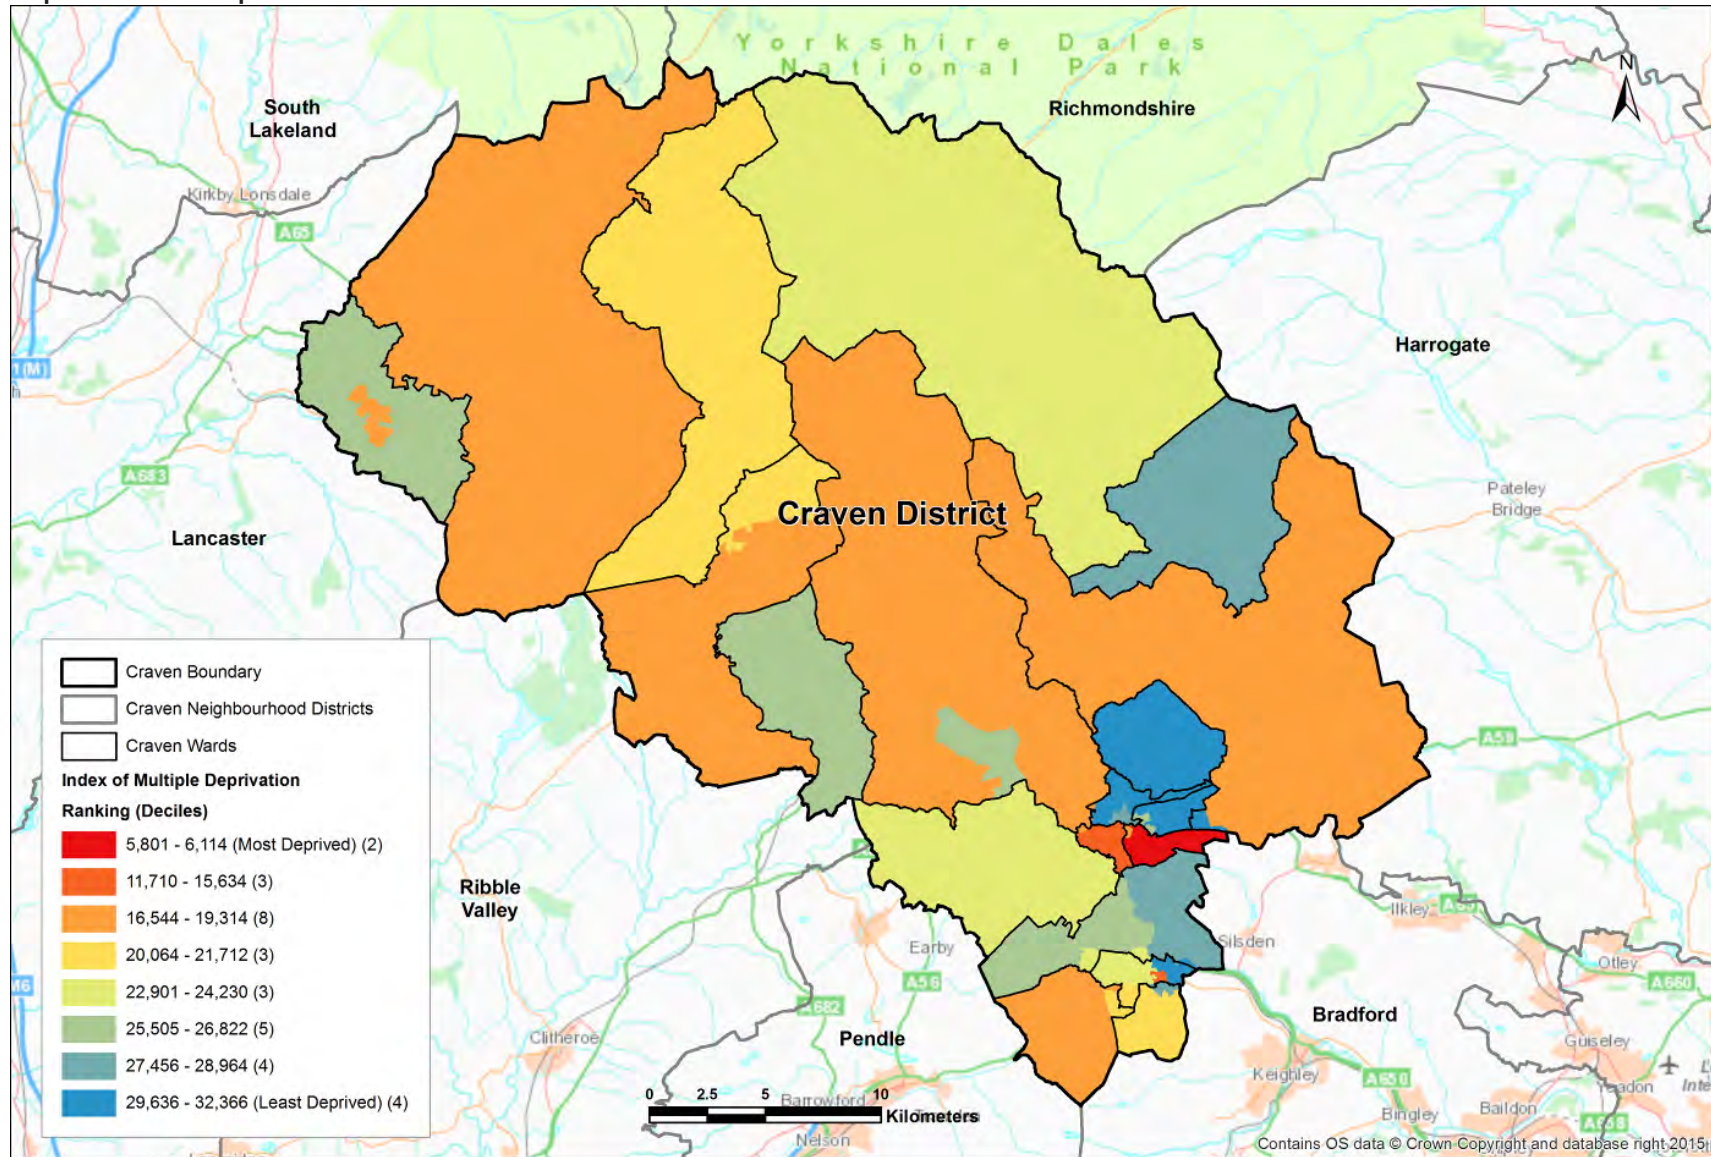 Yorkshire Dales
National Park
South
Lakeland
Richmondshire
N
Kirkby Lonsdale
A65
Harrogate
1(M)
A683
Craven District
Pateley
Bridge
Lancaster
A59
Craven Boundary
Craven Neighbourhood Districts
Craven Wards
Index of Multiple Deprivation
Ranking (Deciles)
5,801 - 6,114 (Most Deprived) (2)
11,710 - 15,634 (3)
16,544 - 19,314 (8)
20,064 - 21,712 (3)
22,901 - 24,230 (3)
25,505 - 26,822 (5)
27,456 - 28,964 (4)
29,636 - 32,366 (Least Deprived) (4)
Ribble
Valley
Ilkley
Earby
Silsden
Otley
A56
A660
M6
A682
Bradford
Clitheroe
Pendle
Guiseley
Keighley
A650
Yeadon
0 2.5 5 10
Kilometers
Barrowford
Nelson
Bingley
Baildon
Contains OS data © Crown Copyright and database right 2015